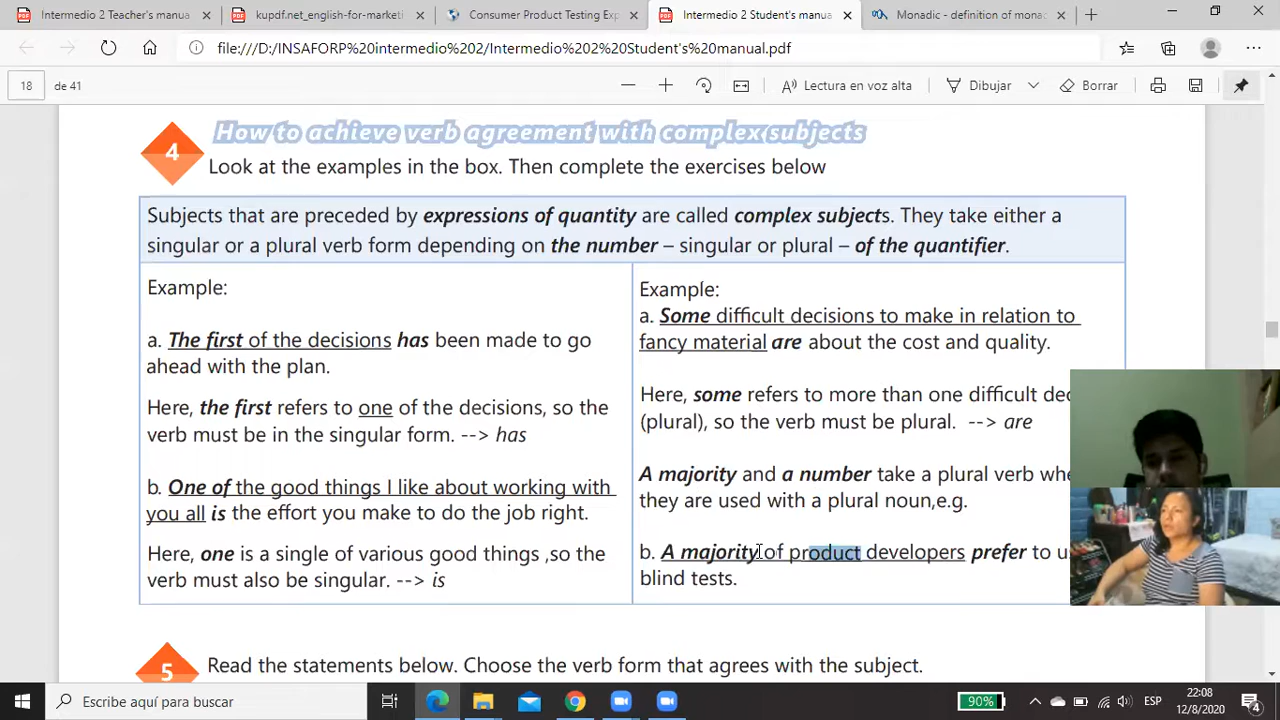 Intermedio 2 Teacher's manua
kupdf.net_english-for-marketi
Consumer Product Testing Exp
Intermedio 2 Student's manua
Monadic - definition of monac
file:///D:/INSAFORP%20intermedio%202/Intermedio%202%20Student's%20manual.pdf
18 de 41
Lectura en voz alta
Dibujar
Borrar
4 How to achieve verb agreement with complex subjects
Look at the examples in the box. Then complete the exercises below
Subjects that are preceded by expressions of quantity are called complex subjects. They take either a
singular or a plural verb form depending on the number – singular or plural – of the quantifier.
Example:
a. The first of the decisions has been made to go
ahead with the plan.
Here, the first refers to one of the decisions, so the
verb must be in the singular form. --> has
b. One of the good things I like about working with
you all is the effort you make to do the job right.
Here, one is a single of various good things ,so the
verb must also be singular. --> is
Example:
a. Some difficult decisions to make in relation to
fancy material are about the cost and quality.
Here, some refers to more than one difficult dec
(plural), so the verb must be plural. --> are
A majority and a number take a plural verb whe
they are used with a plural noun,e.g.
b. A majority of product developers prefer to u
blind tests.
5 Read the statements below. Choose the verb form that agrees with the subject.
Escribe aquí para buscar
90%
ESP
22:08
12/8/2020
4